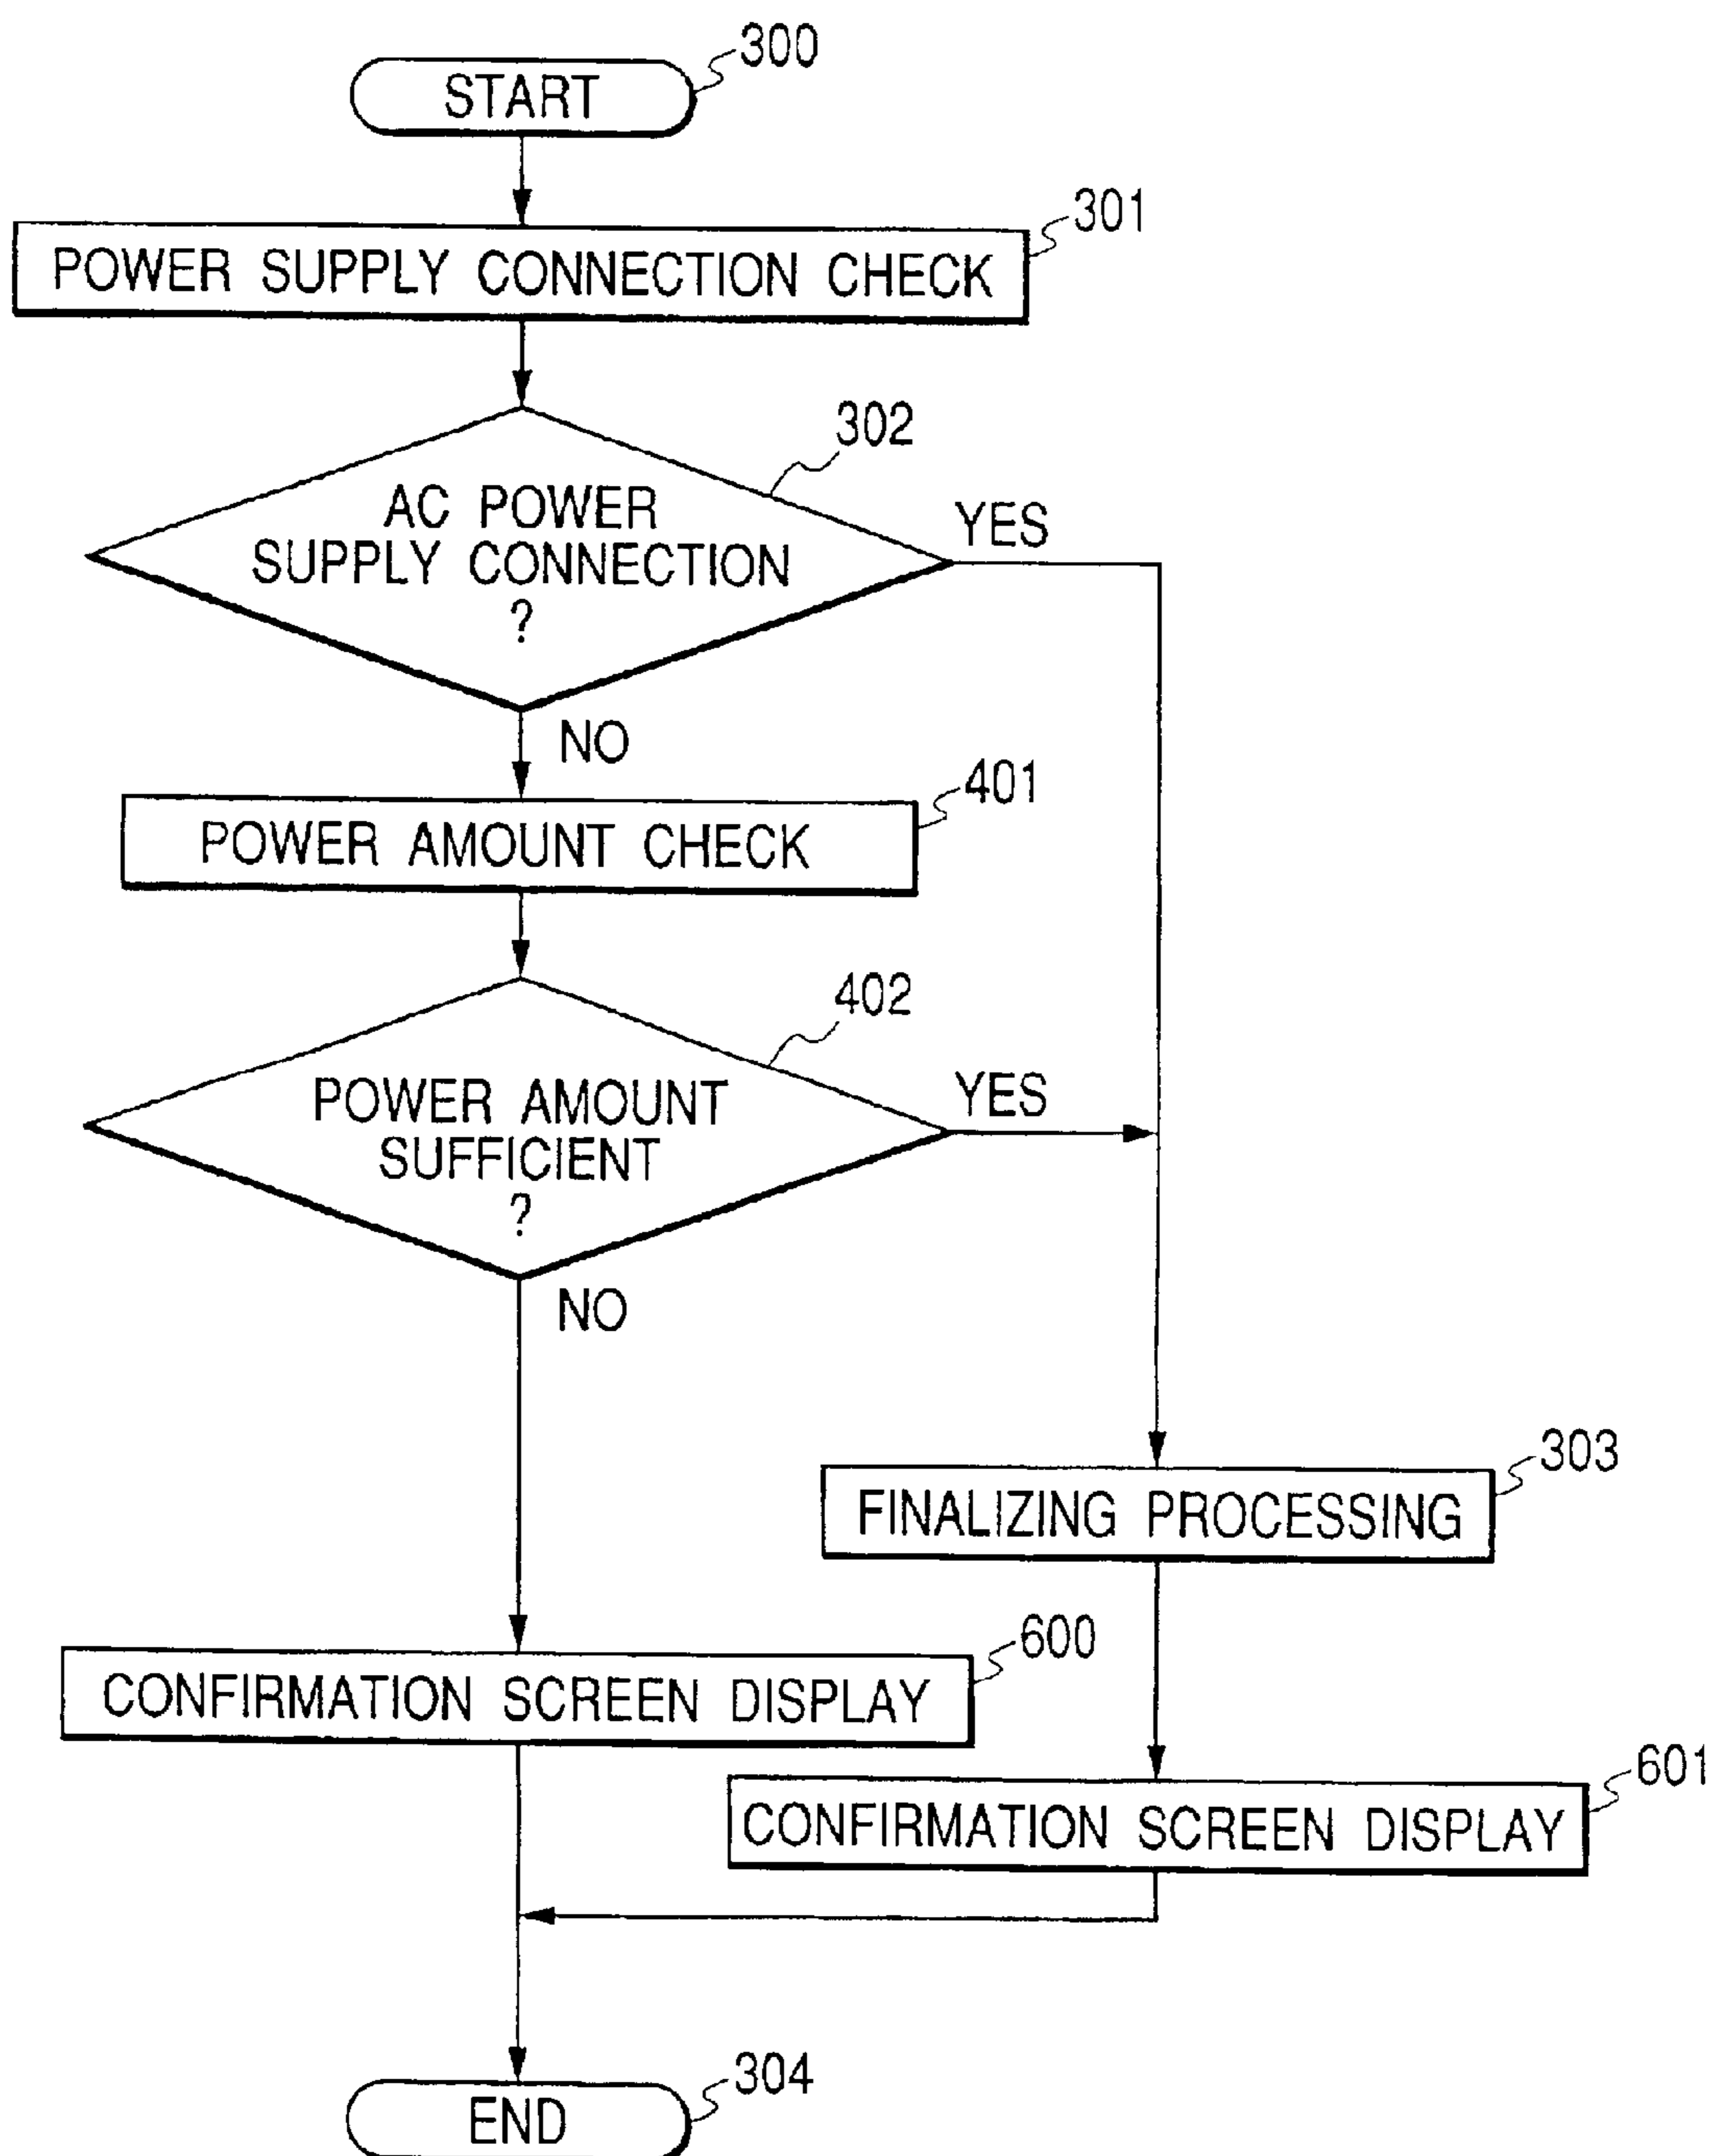 300
START
301
POWER SUPPLY CONNECTION CHECK
302
AC POWER
SUPPLY CONNECTION
?
YES
NO
401
POWER AMOUNT CHECK
402
POWER AMOUNT
SUFFICIENT
?
YES
NO
303
FINALIZING PROCESSING
600
CONFIRMATION SCREEN DISPLAY
601
CONFIRMATION SCREEN DISPLAY
304
END